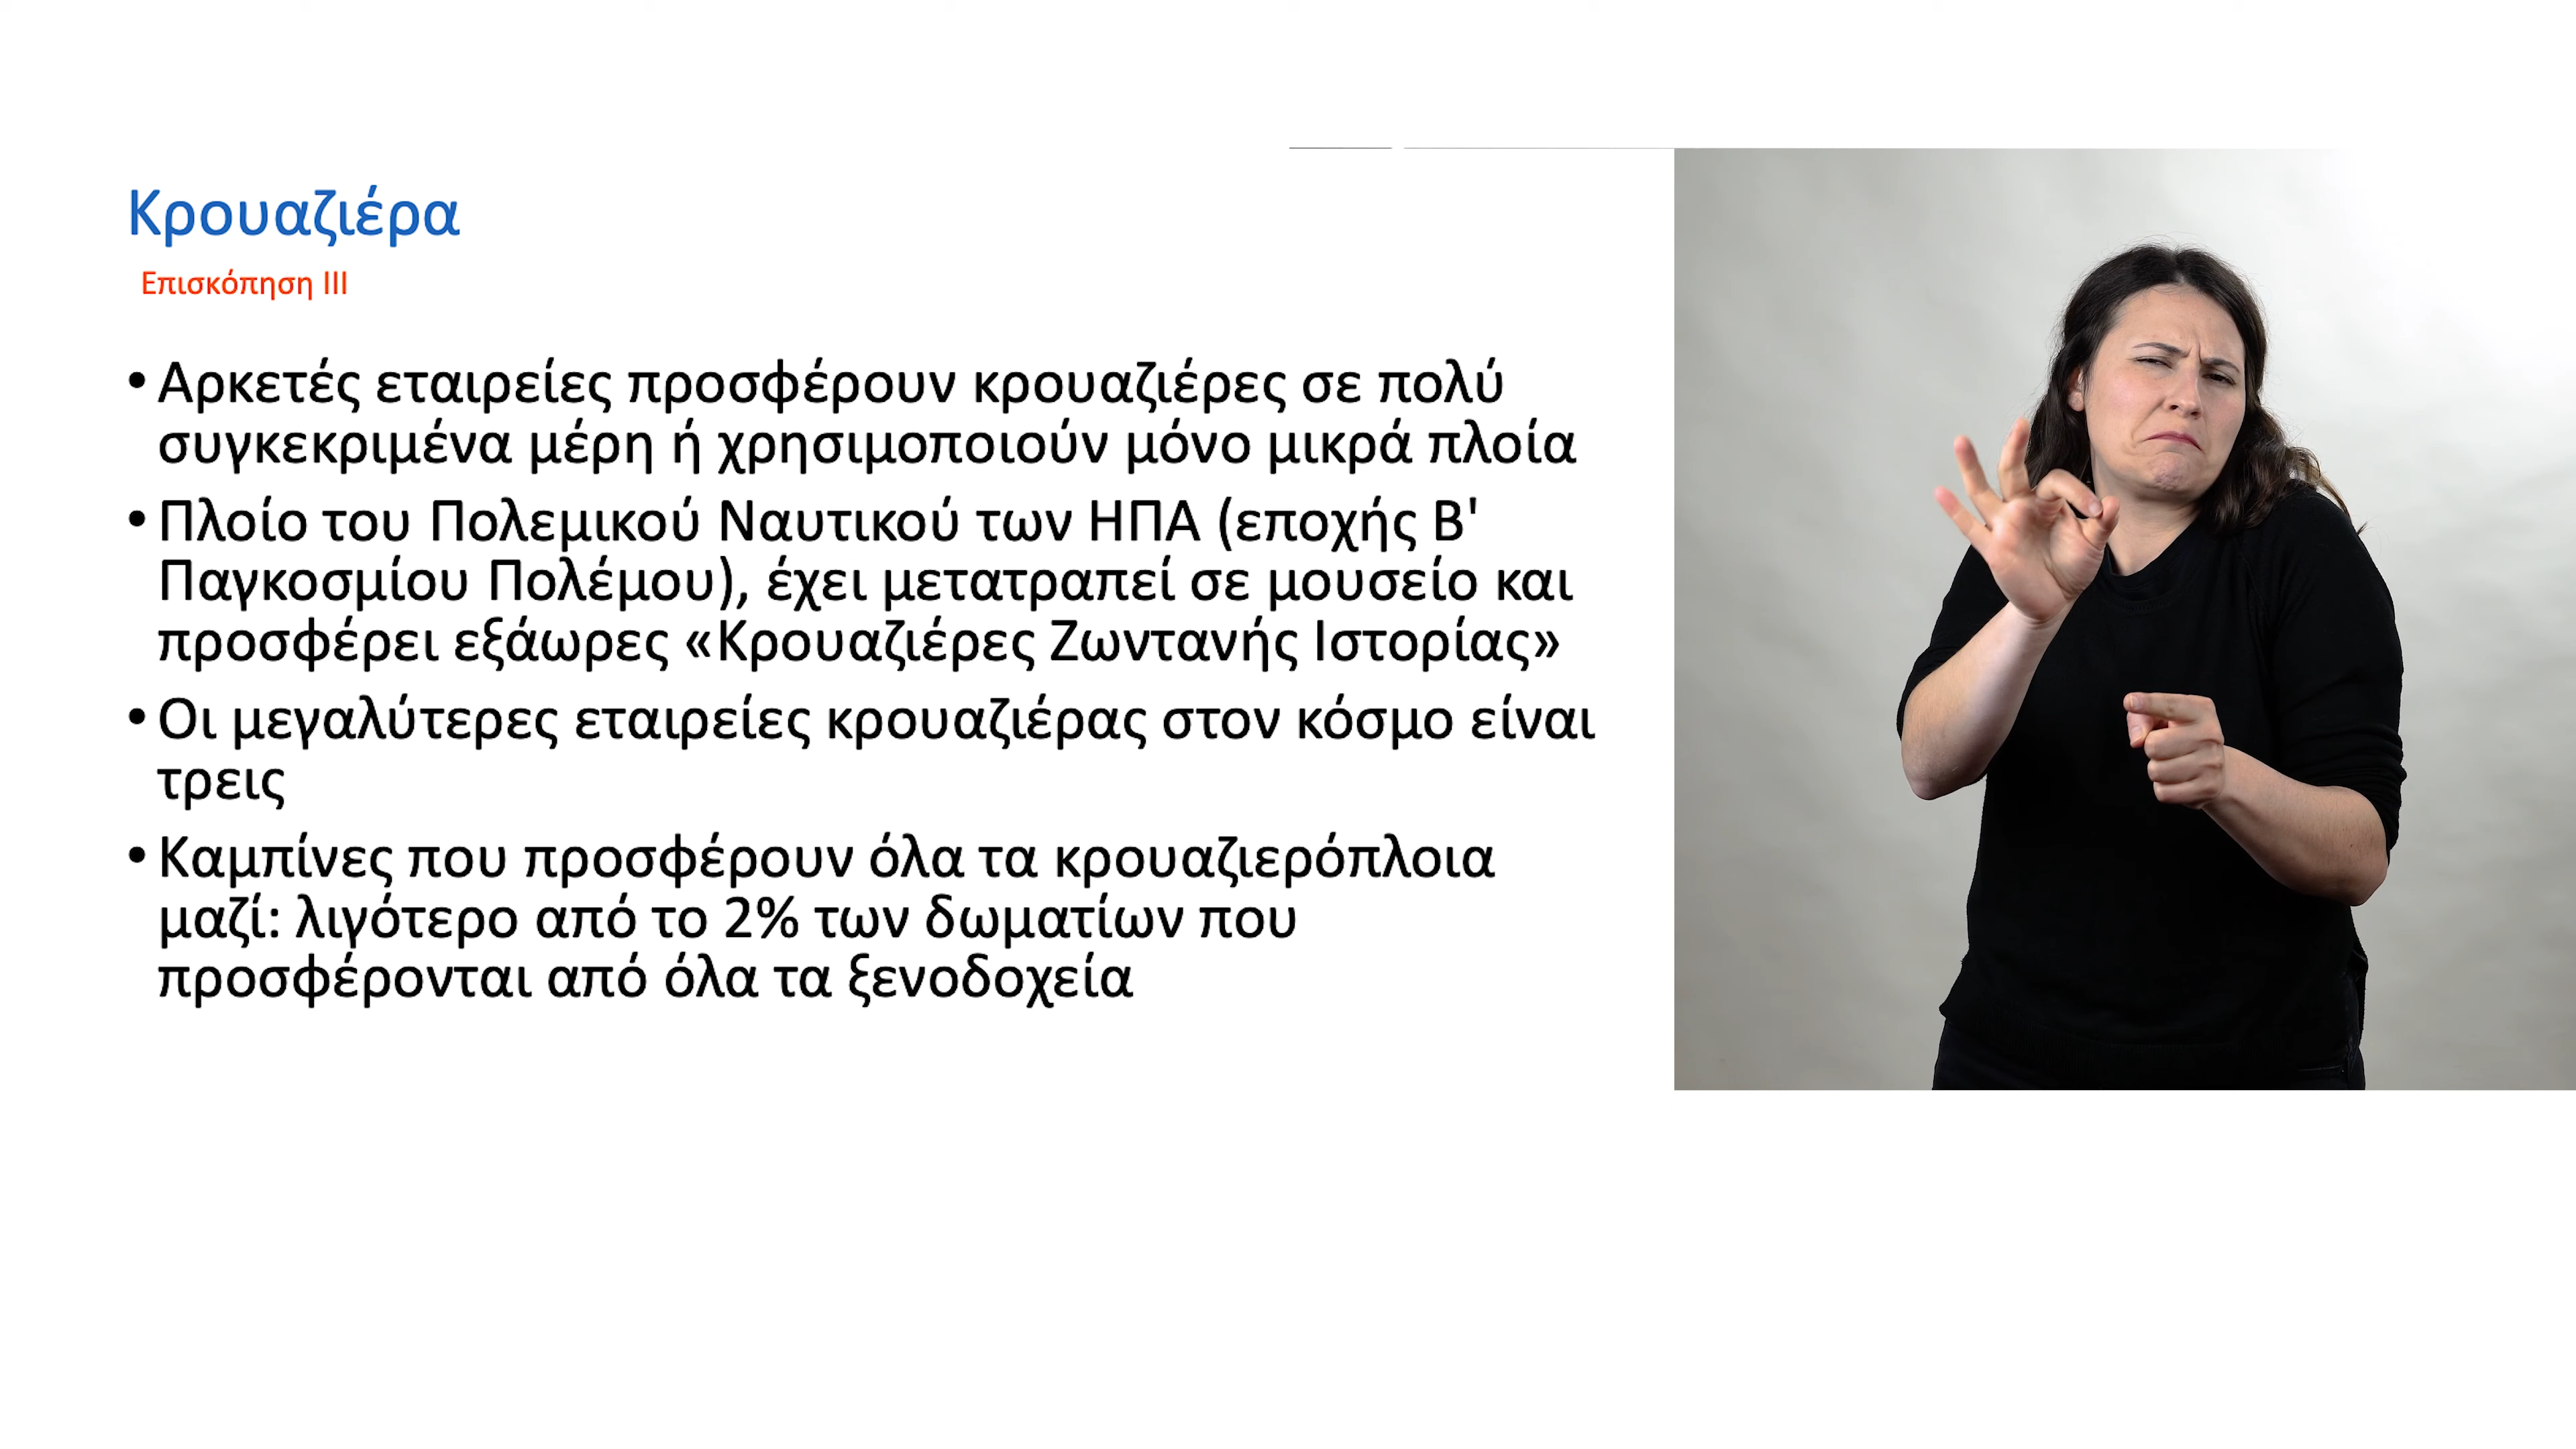 Κρουαζιέρα
Επισκόπηση ΙΙΙ
• Αρκετές εταιρείες προσφέρουν κρουαζιέρες σε πολύ
συγκεκριμένα μέρη ή χρησιμοποιούν μόνο μικρά πλοία
• Πλοίο του Πολεμικού Ναυτικού των ΗΠΑ (εποχής Β'
Παγκοσμίου Πολέμου), έχει μετατραπεί σε μουσείο και
προσφέρει εξάωρες «Κρουαζιέρες Ζωντανής Ιστορίας»
• Οι μεγαλύτερες εταιρείες κρουαζιέρας στον κόσμο είναι
τρεις
• Καμπίνες που προσφέρουν όλα τα κρουαζιερόπλοια
μαζί: λιγότερο από το 2% των δωματίων που
προσφέρονται από όλα τα ξενοδοχεία